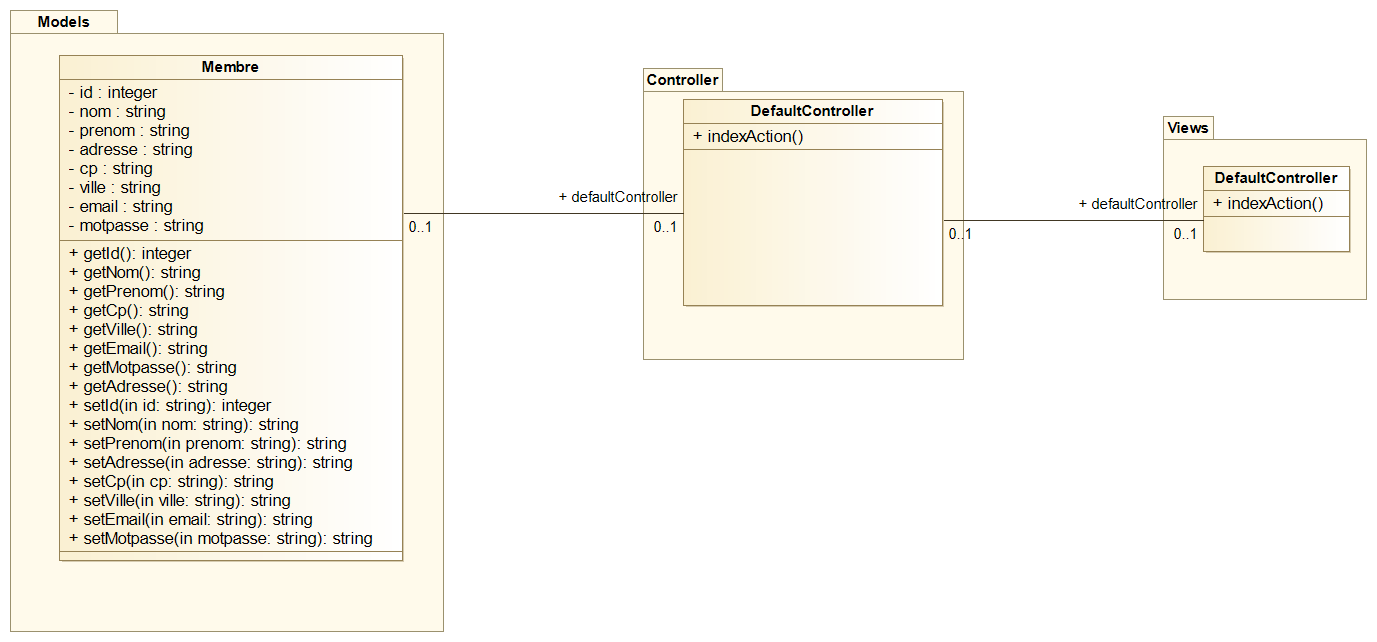 Models
Membre
- id : integer
- nom : string
- prenom : string
- adresse : string
- cp : string
- ville : string
- email : string
- motpasse : string
+ getId(): integer
+ getNom(): string
+ getPrenom(): string
+ getCp(): string
+ getVille(): string
+ getEmail(): string
+ getMotpasse(): string
+ getAdresse(): string
+ setId(in id: string): integer
+ setNom(in nom: string): string
+ setPrenom(in prenom: string): string
+ setAdresse(in adresse: string): string
+ setCp(in cp: string): string
+ setVille(in ville: string): string
+ setEmail(in email: string): string
+ setMotpasse(in motpasse: string): string
0..1
+ defaultController
0..1
Controller
DefaultController
+ indexAction()
0..1
+ defaultController
0..1
Views
DefaultController
+ indexAction()